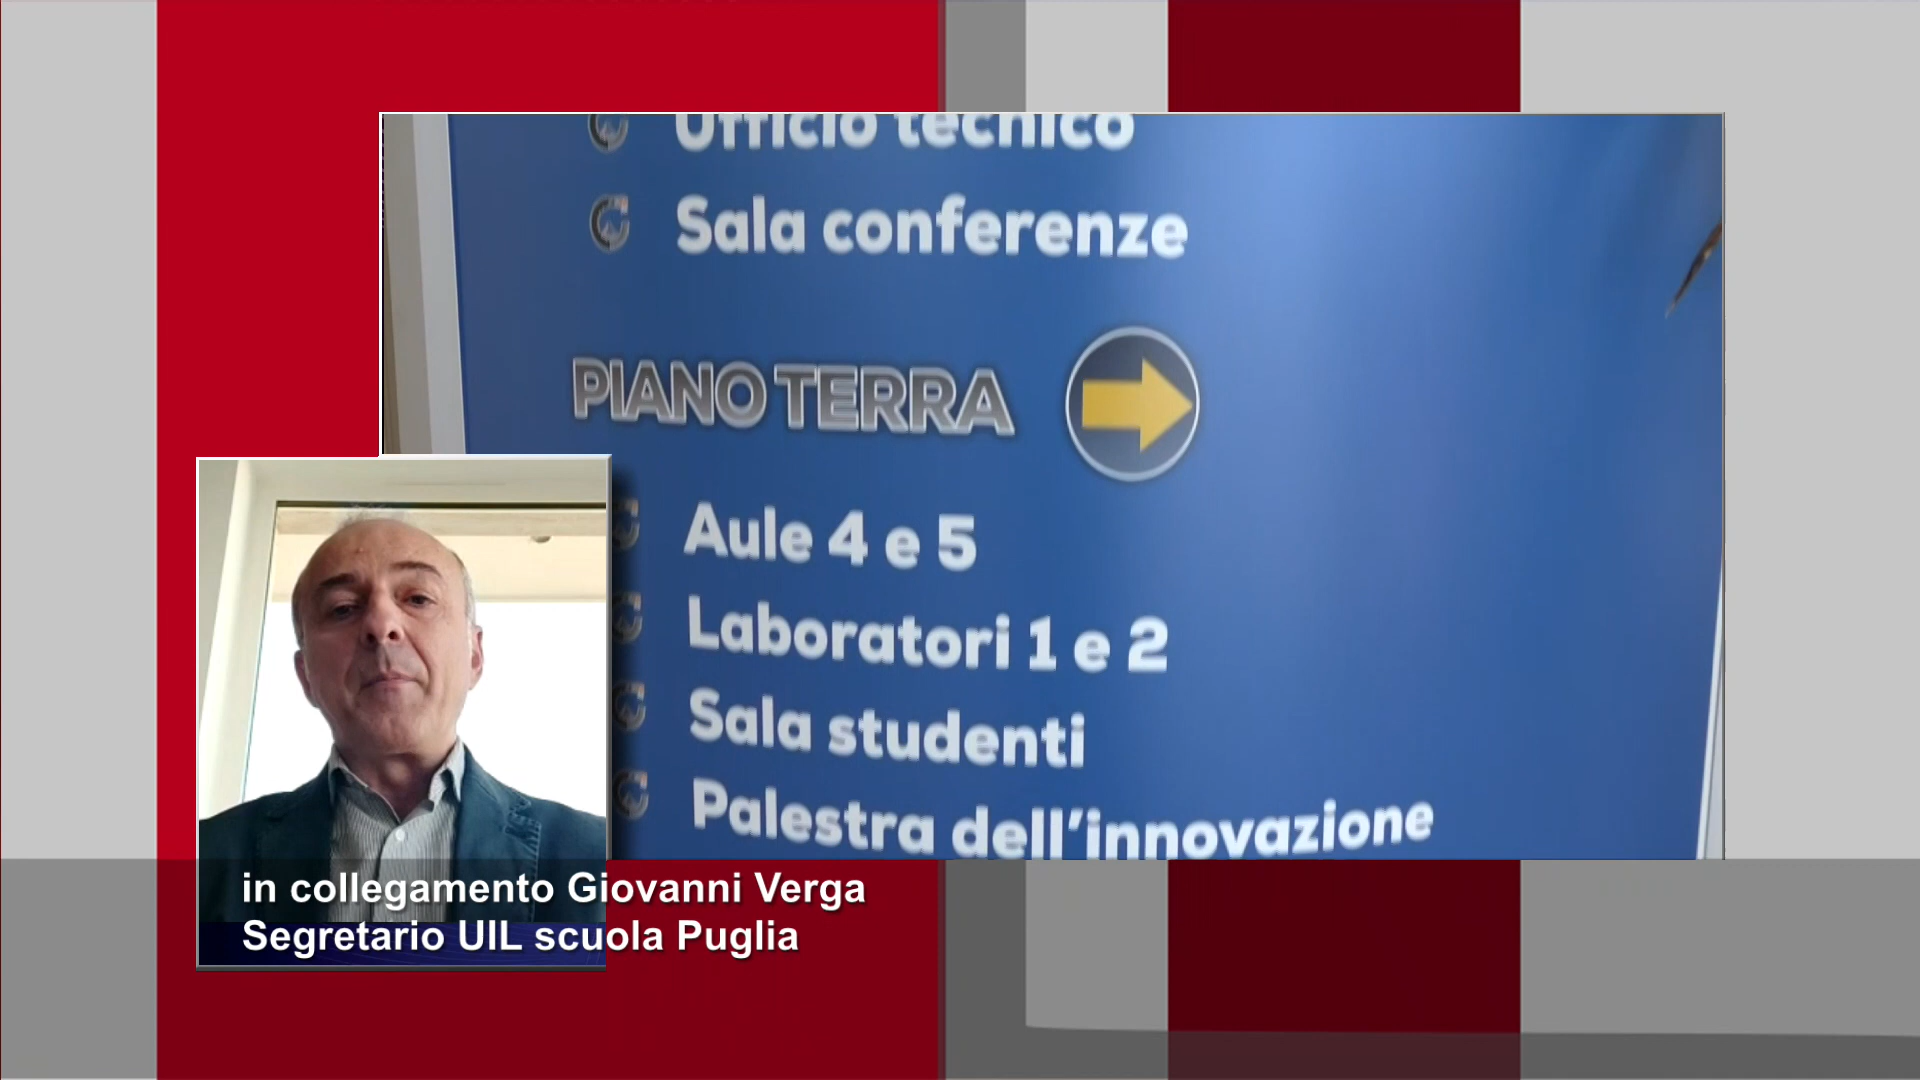 Ufficio tecnico
Sala conferenze
PIANO TERRA
Aule 4 e 5
Laboratori 1 e 2
Sala studenti
Palestra dell'innovazione
in collegamento Giovanni Verga
Segretario UIL scuola Puglia